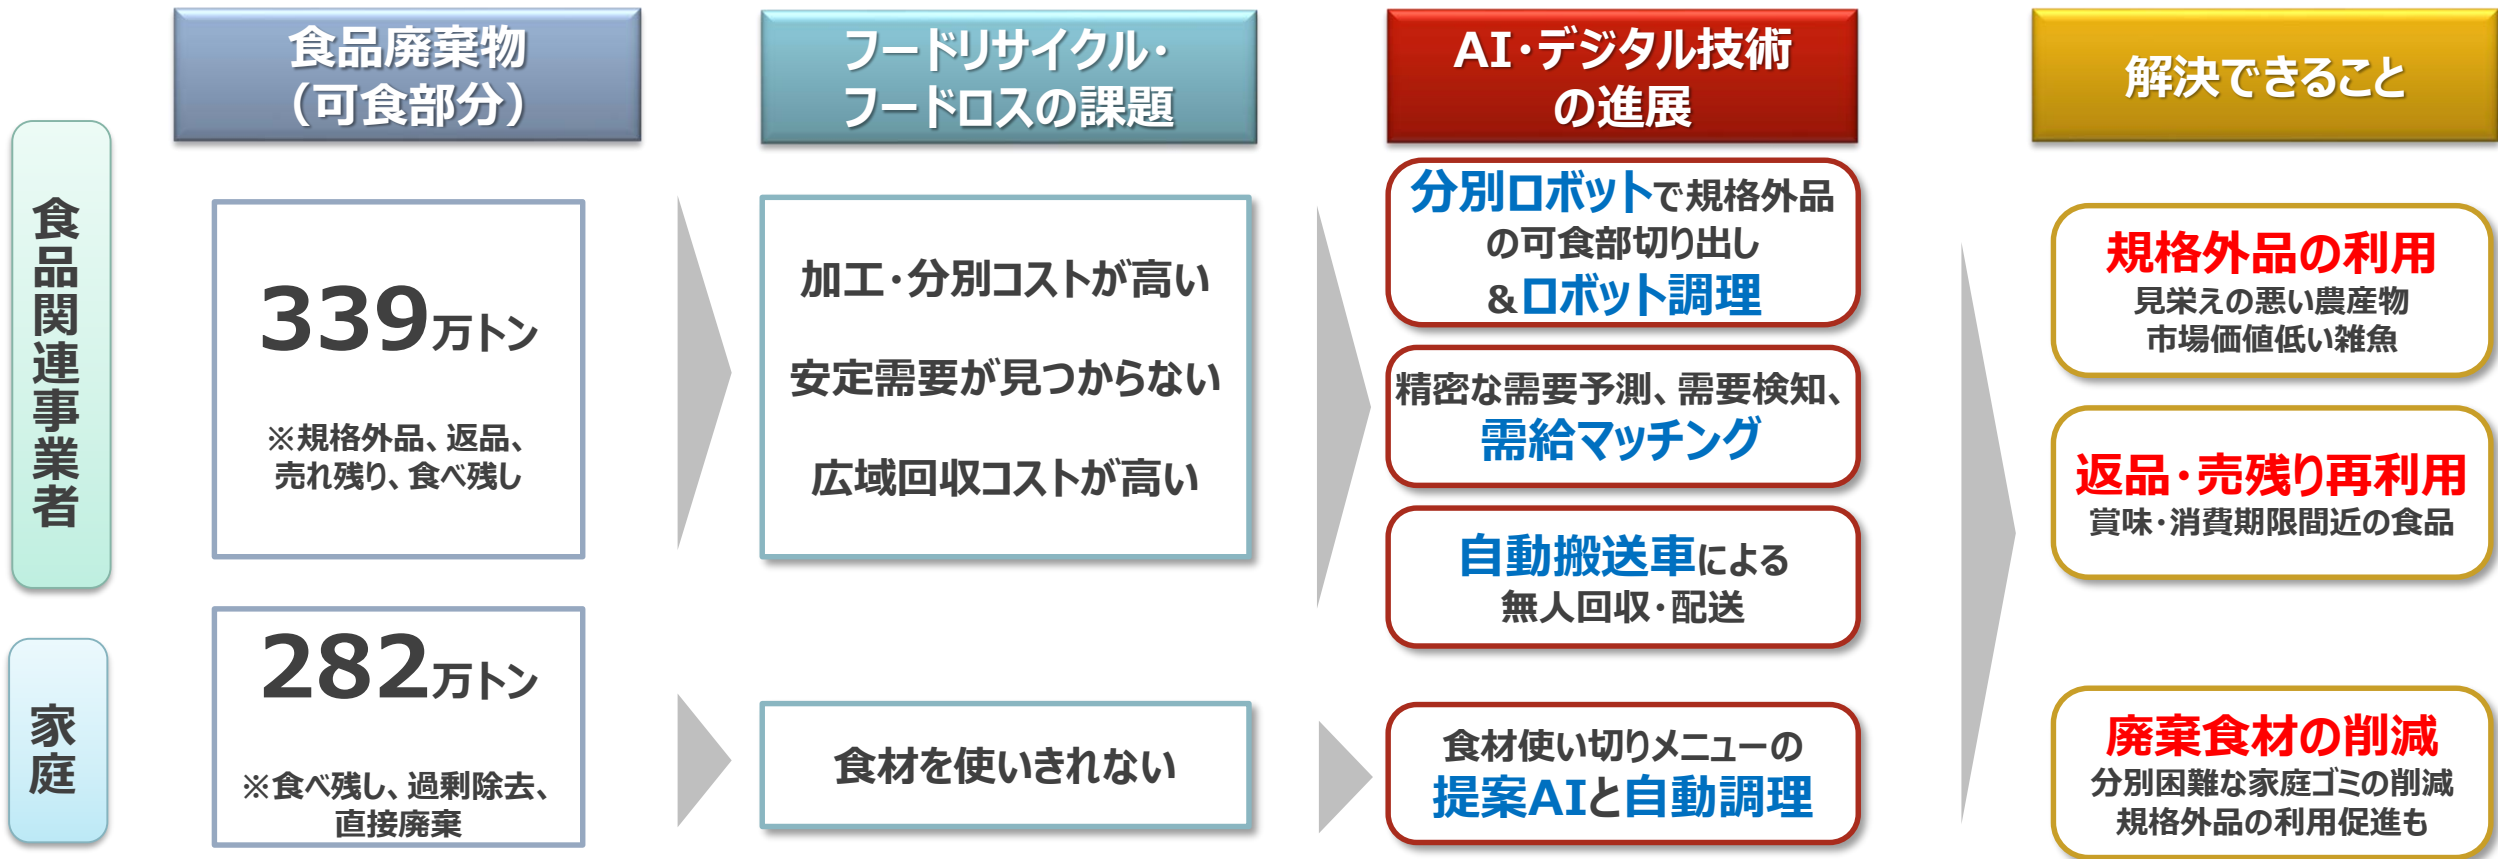 食品廃棄物
（可食部分）
フードリサイクル・
フードロスの課題
AI・デジタル技術
の進展
解決できること
食品関連事業者
339万トン
※規格外品、返品、
売れ残り、食べ残し
加工・分別コストが高い
安定需要が見つからない
広域回収コストが高い
分別ロボットで規格外品
の可食部切り出し
＆ロボット調理
精密な需要予測、需要検知、
需給マッチング
自動搬送車による
無人回収・配送
規格外品の利用
見栄えの悪い農産物
市場価値低い雑魚
返品・売残り再利用
賞味・消費期限間近の食品
家庭
282万トン
※食べ残し、過剰除去、
直接廃棄
食材を使いきれない
食材使い切りメニューの
提案AIと自動調理
廃棄食材の削減
分別困難な家庭ゴミの削減
規格外品の利用促進も